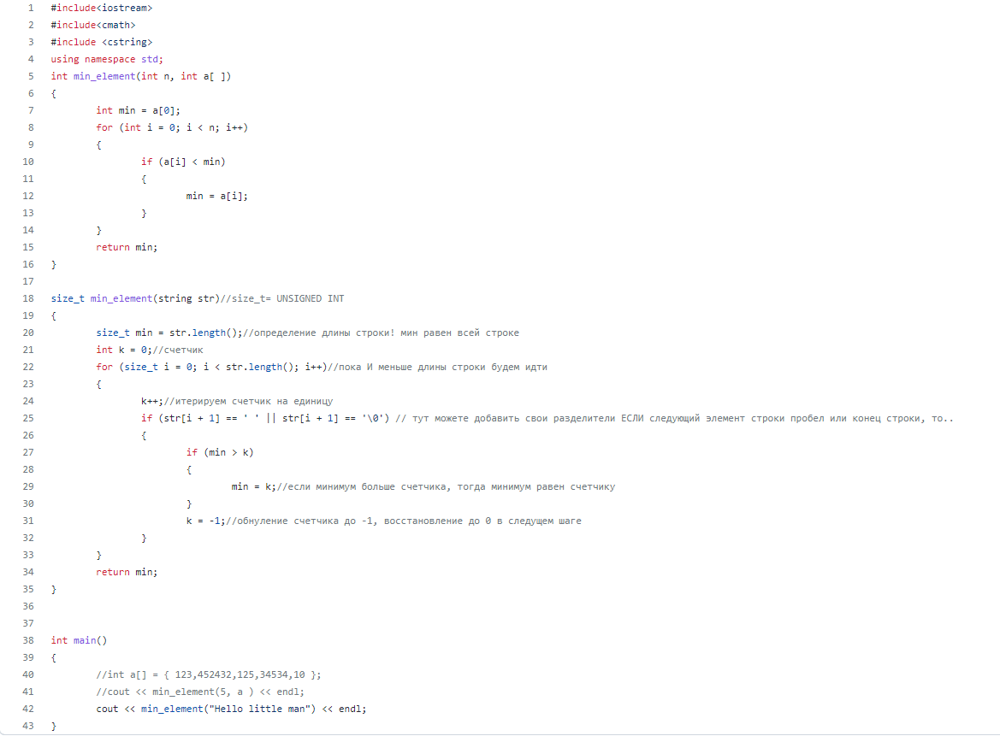 1 #include<iostream>
2 #include<cmath>
3 #include <cstring>
4 using namespace std;
5 int min_element(int n, int a[ ])
6 {
7 int min = a[0];
8 for (int i = 0; i < n; i++)
9 {
10 if (a[i] < min)
11 {
12 min = a[i];
13 }
14 }
15 return min;
16 }
17
18 size_t min_element(string str)//size_t= UNSIGNED INT
19 {
20 size_t min = str.length();//определение длины строки! мин равен всей строке
21 int k = 0;//счетчик
22 for (size_t i = 0; i < str.length(); i++)//пока И меньше длины строки будем идти
23 {
24 k++;//итерируем счетчик на единицу
25 if (str[i + 1] == ' ' || str[i + 1] == '\0') // тут можете добавить свои разделители ЕСЛИ следующий элемент строки пробел или конец строки, то..
26 {
27 if (min > k)
28 {
29 min = k;//если минимум больше счетчика, тогда минимум равен счетчику
30 }
31 k = -1;//обнуление счетчика до -1, восстановление до 0 в следущем шаге
32 }
33 }
34 return min;
35 }
36
37
38 int main()
39 {
40 //int a[] = { 123,452432,125,34534,10 };
41 //cout << min_element(5, a ) << endl;
42 cout << min_element("Hello little man") << endl;
43 }